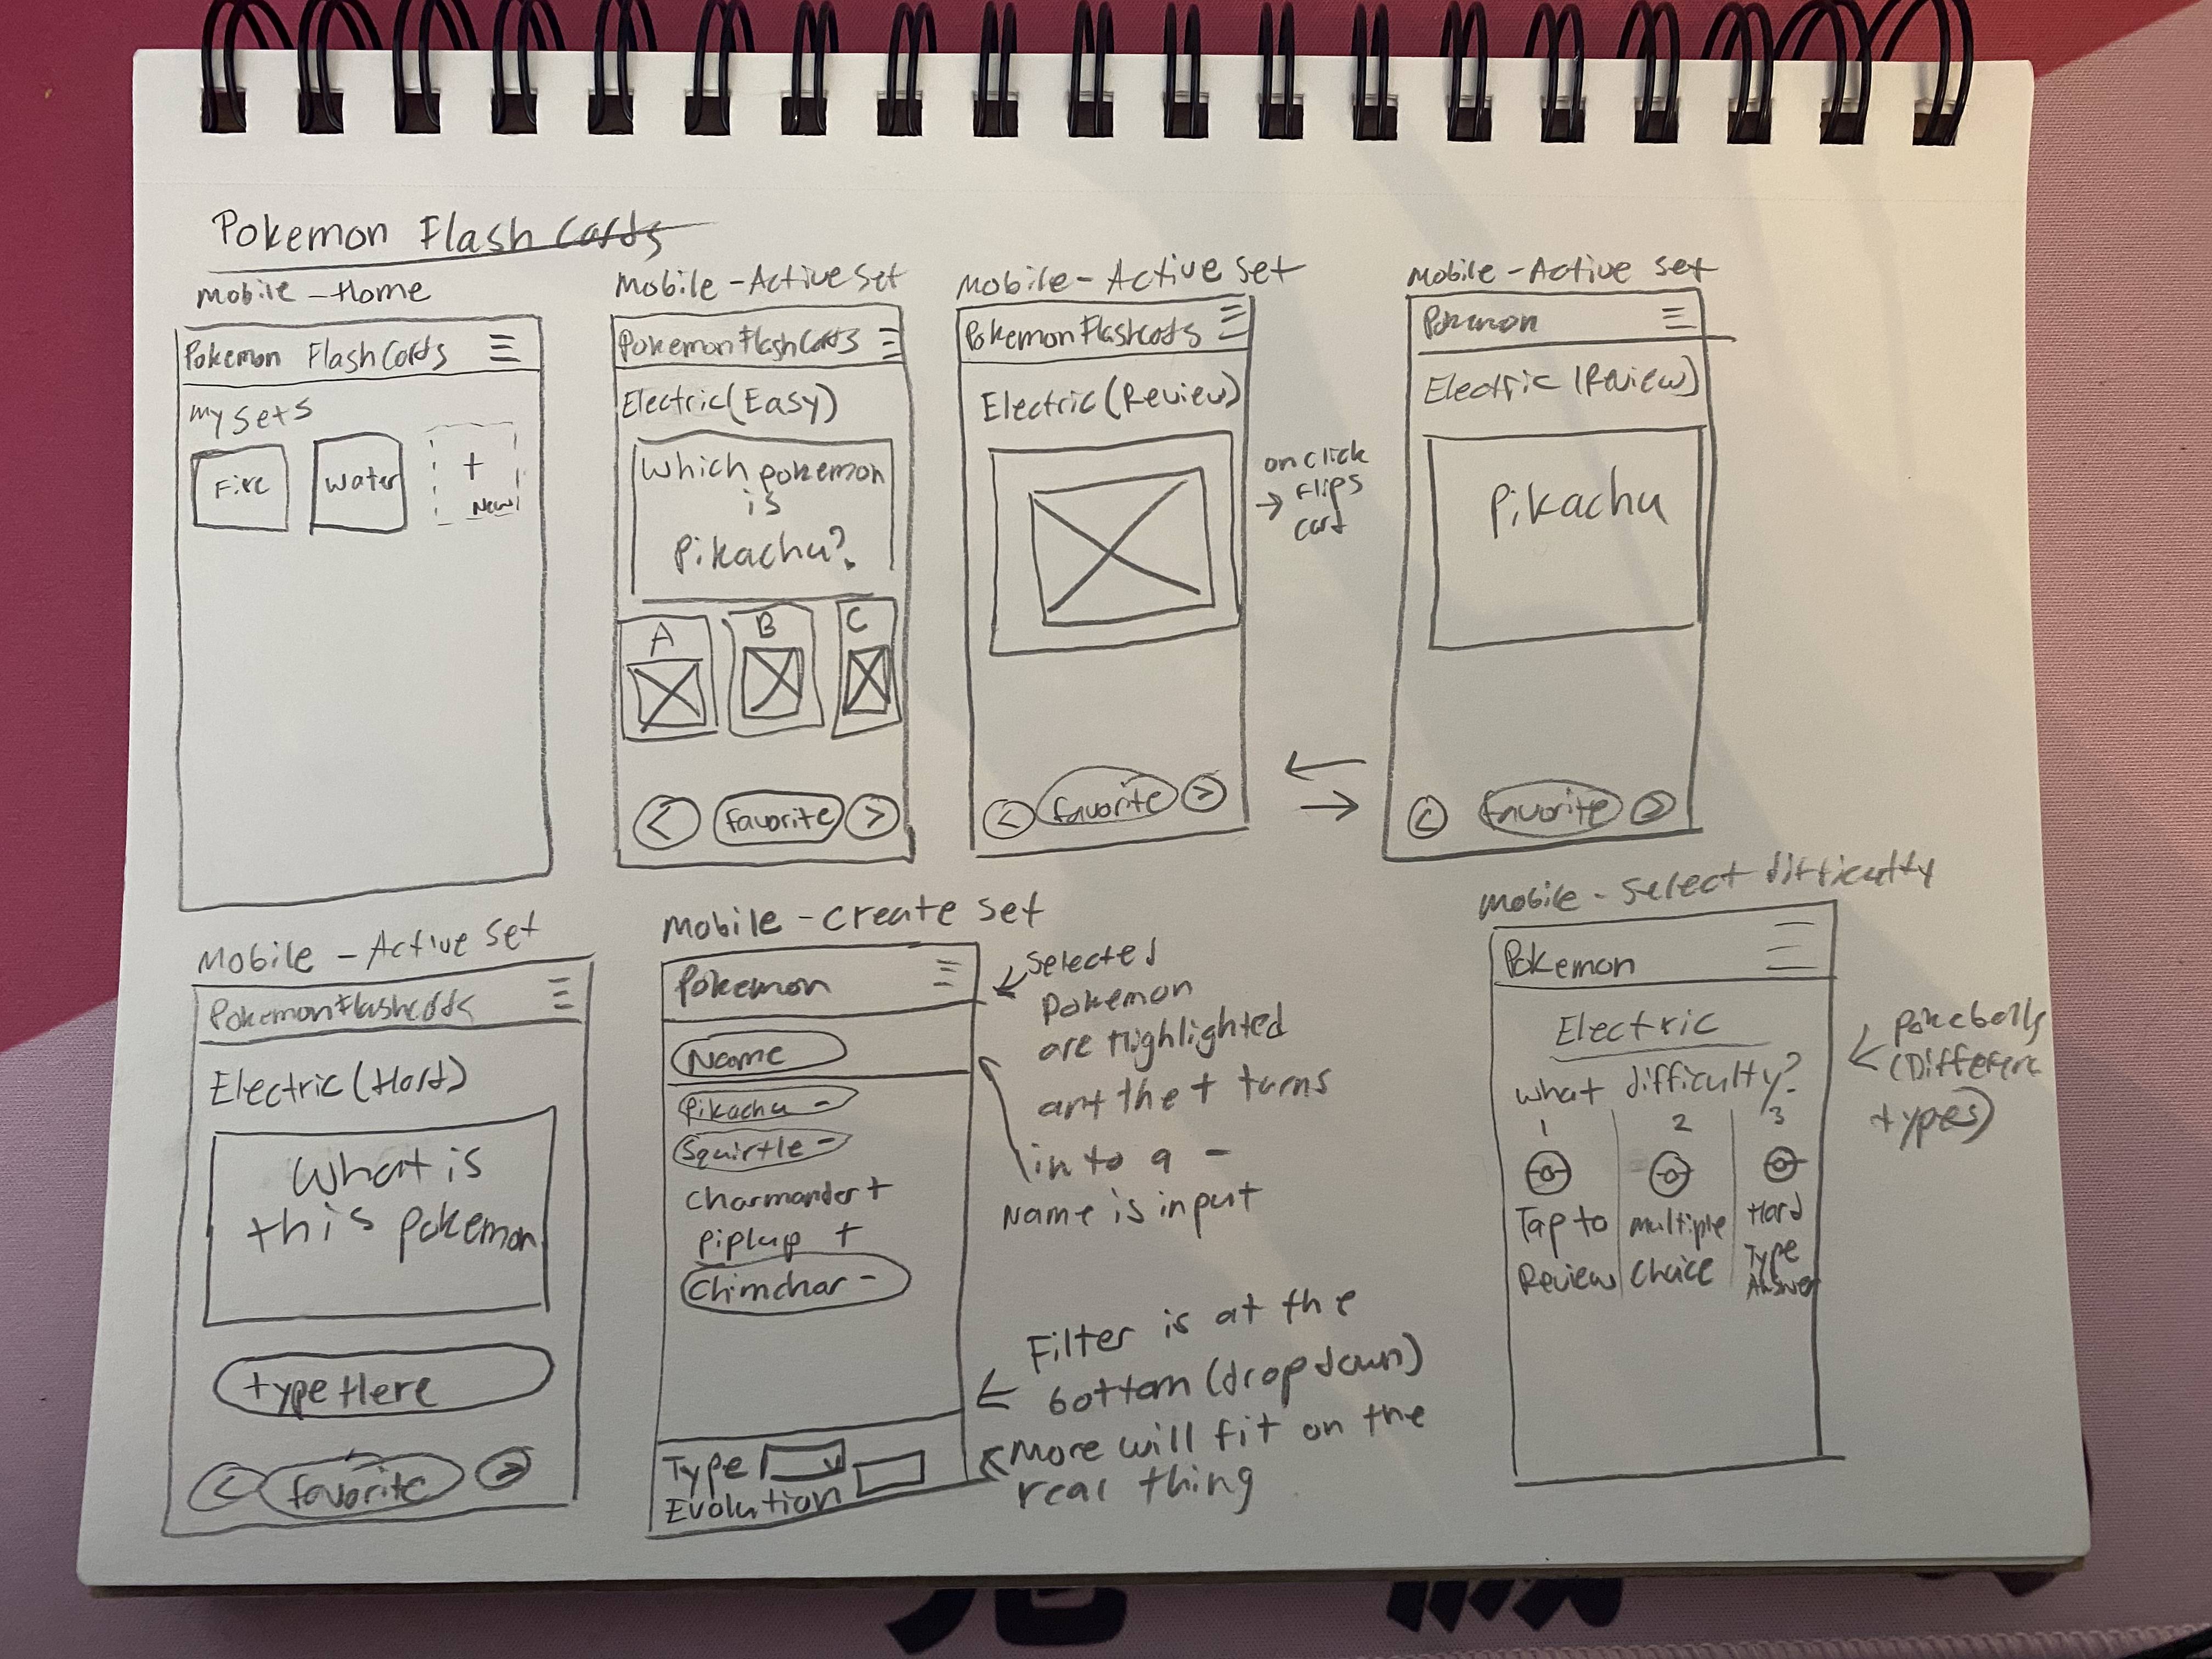 Pokemon Flash Cards
Mobile - Home
Pokemon FlashCards
My Sets
Fire
Water
+
New
Mobile - Active Set
Pokemon FlashCards
Electric (Easy)
Which pokemon
is
Pikachu?
A
B
C
<
favorite
>
Mobile - Active Set
Pokemon Flashcards
Electric (Review)
<
favorite
>
on click
→ flips
card
←
→
Mobile - Active Set
Pokemon
Electric (Review)
Pikachu
<
favorite
>
Mobile - Active Set
Pokemon Flashcards
Electric (Hard)
What is
this pokemon
type Here
<
favorite
>
Mobile - Create Set
Pokemon
Name
Pikachu -
Squirtle -
Charmander +
Piplup +
Chimchar -
Type
Evolution
Selected
Pokemon
are Highlighted
and the + turns
into a -
Name is input
Filter is at the
bottom (dropdown)
More will fit on the
real thing
Mobile - Select difficulty
Pokemon
Electric
What difficulty?
1
2
3
Tap to
Review
Multiple
Choice
Hard
Type
Answer
Pokeballs
(Different
types)